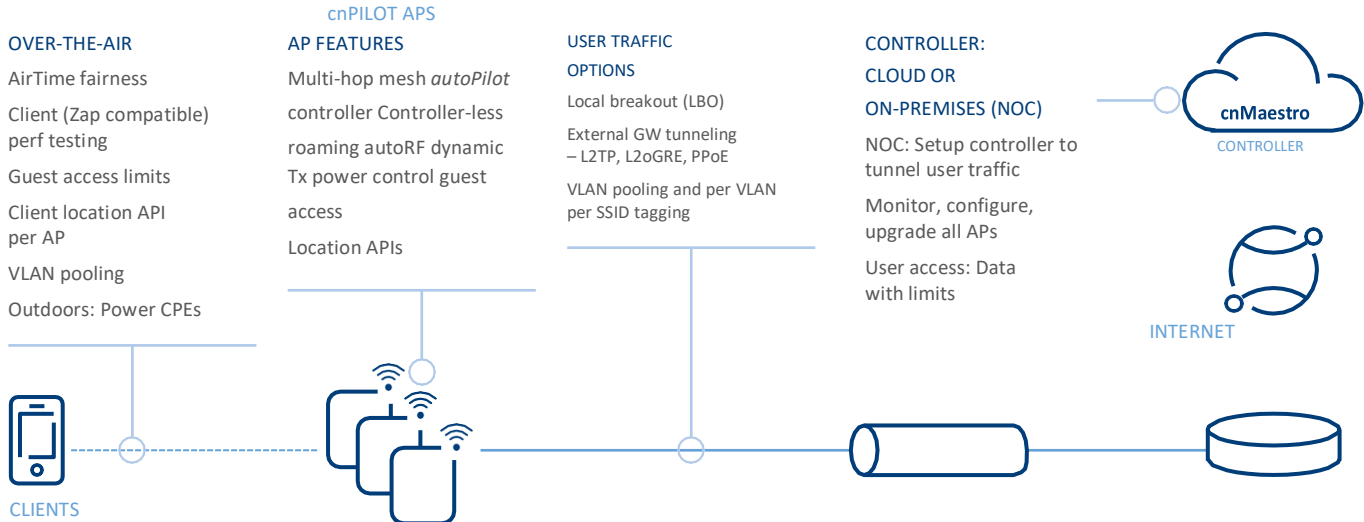 cnPILOT APS
OVER-THE-AIR
AirTime fairness
Client (Zap compatible)
perf testing
Guest access limits
Client location API
per AP
VLAN pooling
Outdoors: Power CPEs
AP FEATURES
Multi-hop mesh autoPilot
controller Controller-less
roaming autoRF dynamic
Tx power control guest
access
Location APIs
USER TRAFFIC
OPTIONS
Local breakout (LBO)
External GW tunneling
– L2TP, L2oGRE, PPoE
VLAN pooling and per VLAN
per SSID tagging
CONTROLLER:
CLOUD OR
ON-PREMISES (NOC)
NOC: Setup controller to
tunnel user traffic
Monitor, configure,
upgrade all APs
User access: Data
with limits
cnMaestro
CONTROLLER
INTERNET
CLIENTS